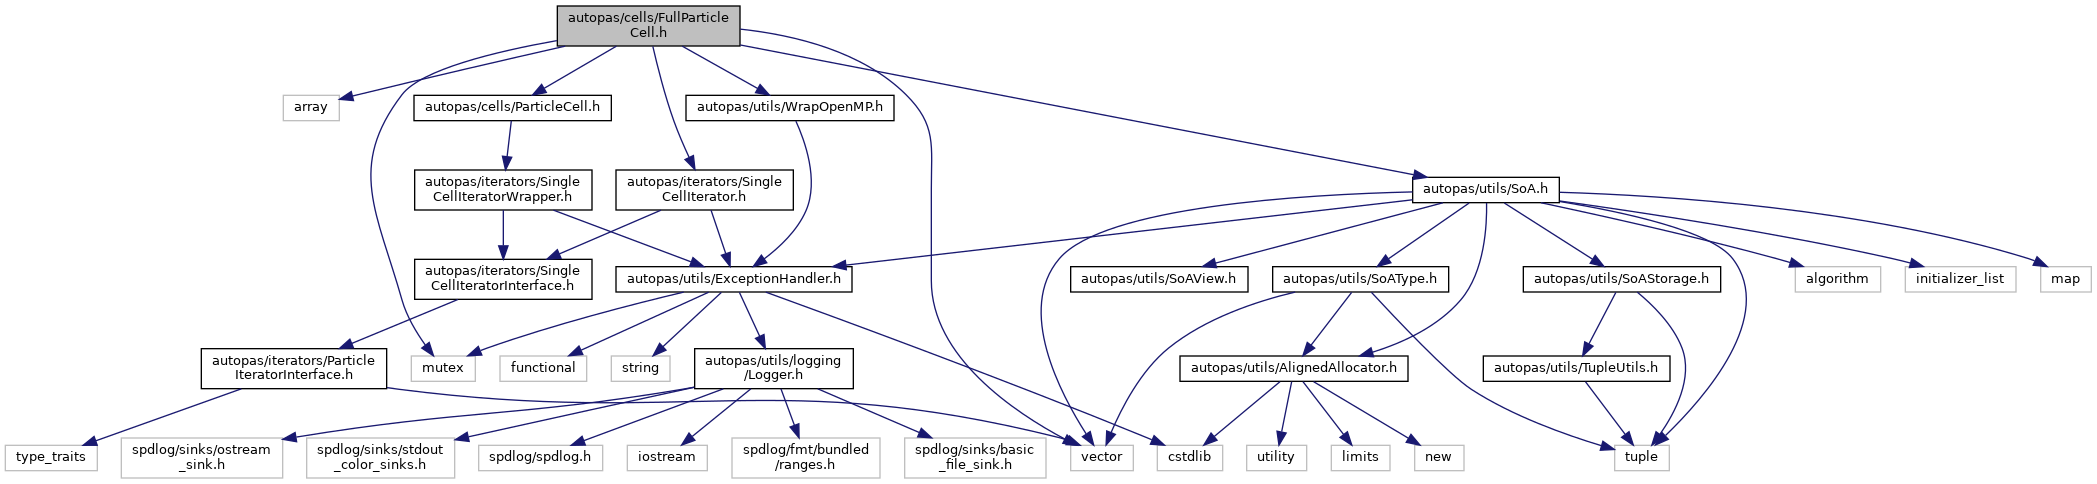 autopas/cells/FullParticle
Cell.h
array
autopas/cells/ParticleCell.h
autopas/utils/WrapOpenMP.h
autopas/iterators/Single
CellIteratorWrapper.h
autopas/iterators/Single
CellIterator.h
autopas/utils/SoA.h
autopas/iterators/Single
CellIteratorInterface.h
autopas/utils/ExceptionHandler.h
autopas/utils/SoAView.h
autopas/utils/SoAType.h
autopas/utils/SoAStorage.h
algorithm
initializer_list
map
autopas/iterators/Particle
IteratorInterface.h
mutex
functional
string
autopas/utils/logging
/Logger.h
autopas/utils/AlignedAllocator.h
autopas/utils/TupleUtils.h
type_traits
spdlog/sinks/ostream
_sink.h
spdlog/sinks/stdout
_color_sinks.h
spdlog/spdlog.h
iostream
spdlog/fmt/bundled
/ranges.h
spdlog/sinks/basic
_file_sink.h
vector
cstdlib
utility
limits
new
tuple